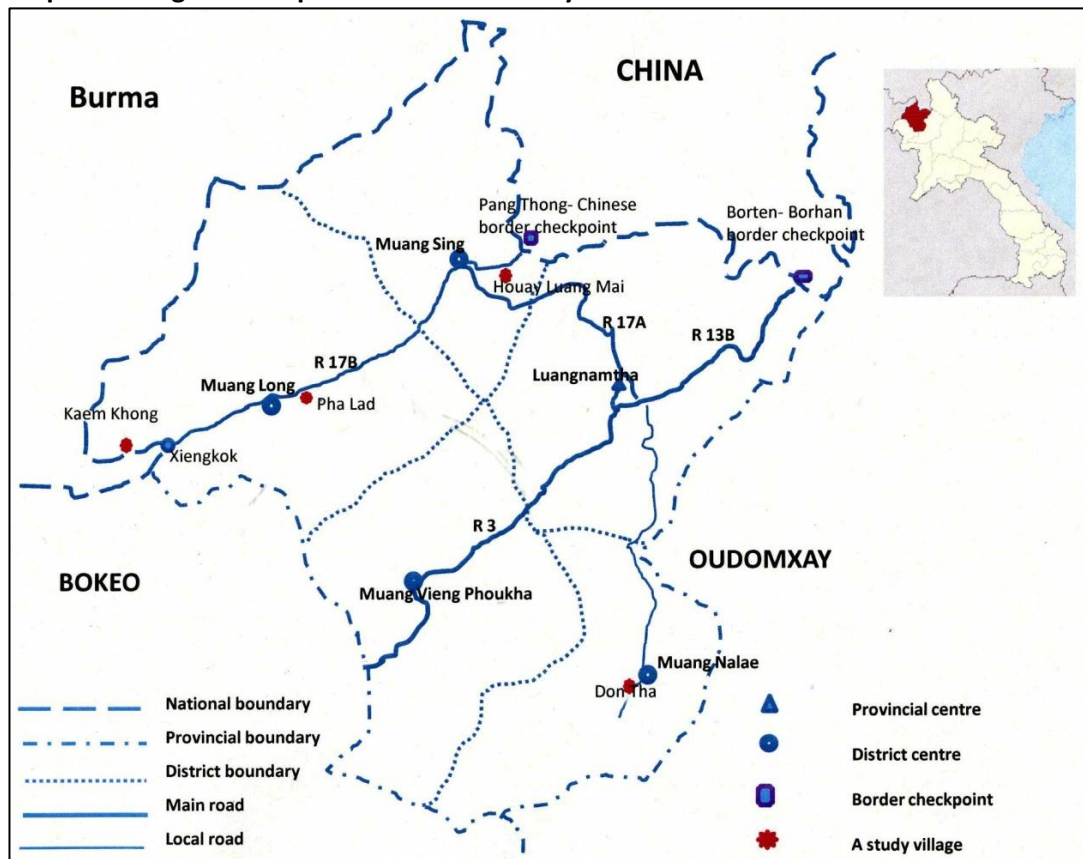 Burma
CHINA
Pang Thong- Chinese
border checkpoint
Borten- Borhan
border checkpoint
Muang Sing
Houay Luang Mai
R 17A
R 13B
R 17B
Luangnamtha
Muang Long
Pha Lad
Kaem Khong
Xiengkok
R 3
BOKEO
OUDOMXAY
Muang Vieng Phoukha
Muang Nalae
Don Tha
National boundary
Provincial boundary
District boundary
Main road
Local road
Provincial centre
District centre
Border checkpoint
A study village